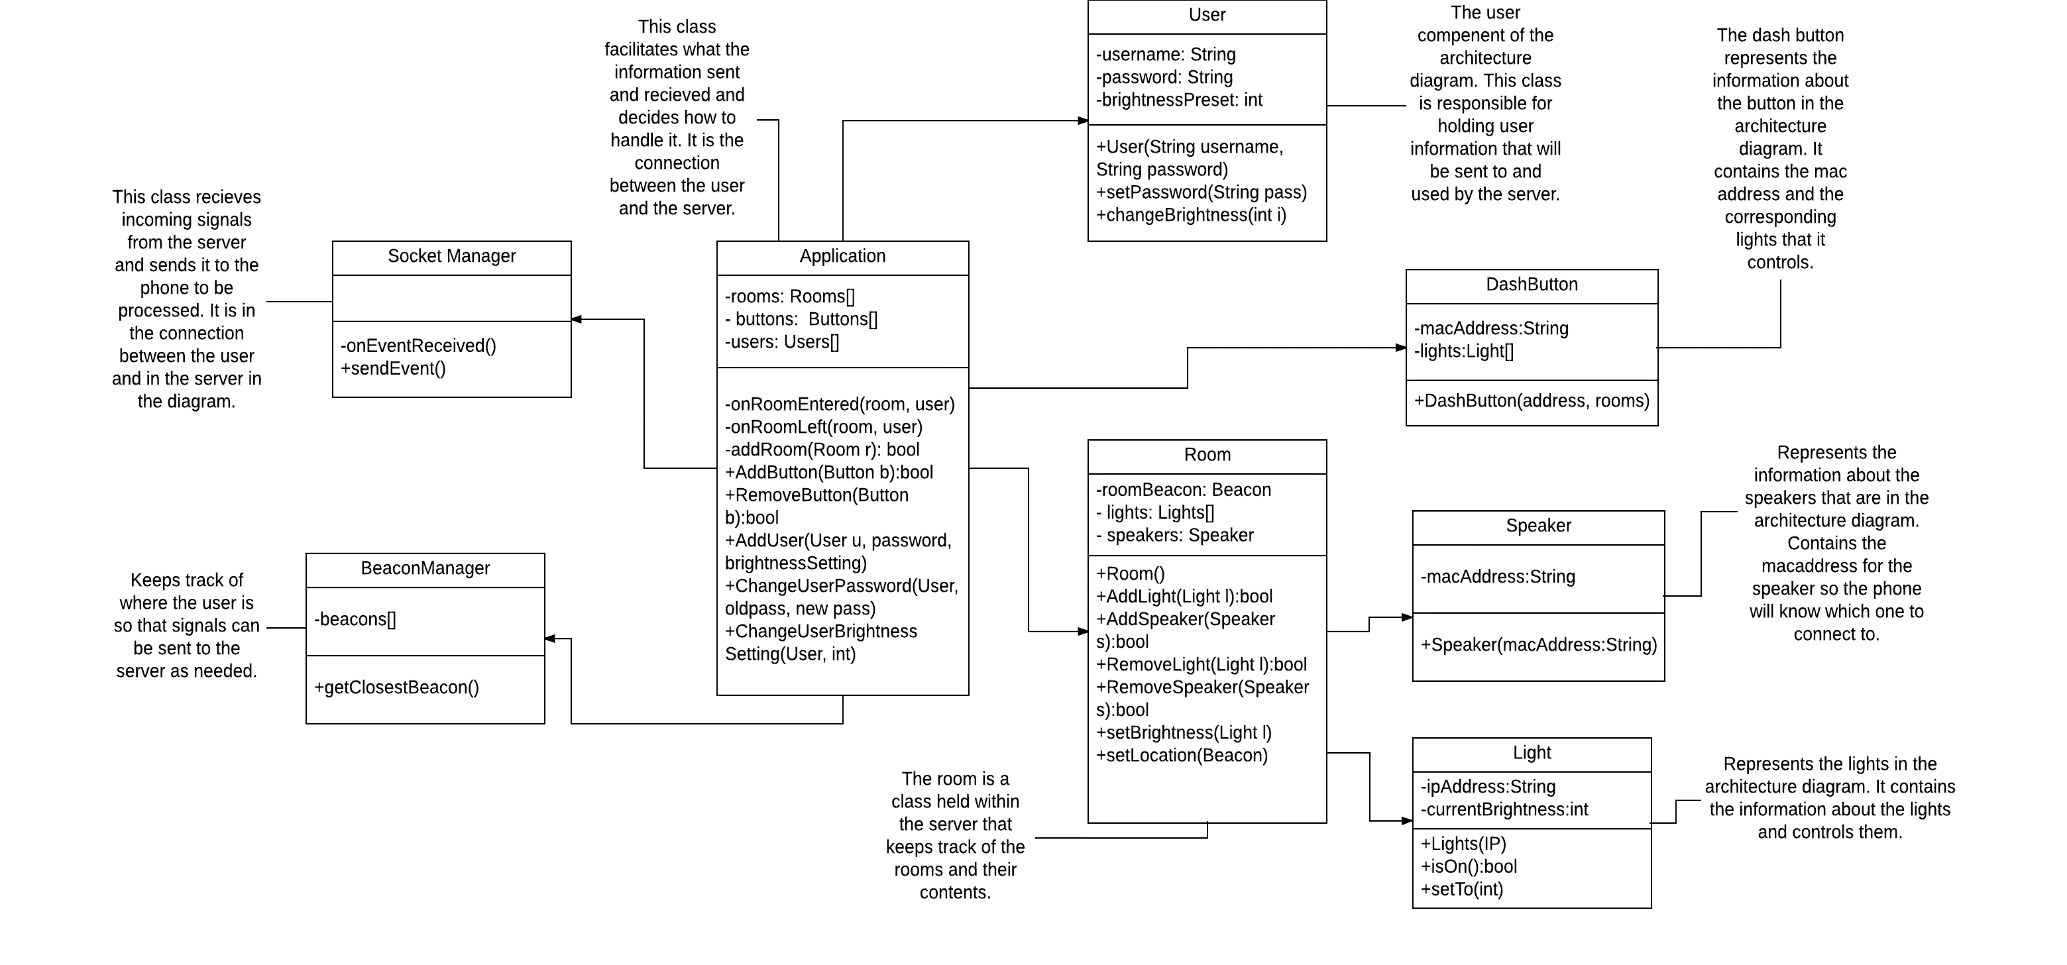 This class
facilitates what the
information sent
and recieved and
decides how to
handle it. It is the
connection
between the user
and the server.
User
-username: String
-password: String
-brightnessPreset: int
+User(String username,
String password)
+setPassword(String pass)
+changeBrightness(int i)
The user
compenent of the
architecture
diagram. This class
is responsible for
holding user
information that will
be sent to and
used by the server.
The dash button
represents the
information about
the button in the
architecture
diagram. It
contains the mac
address and the
corresponding
lights that it
controls.
This class recieves
incoming signals
from the server
and sends it to the
phone to be
processed. It is in
the connection
between the user
and in the server in
the diagram.
Socket Manager
-onEventReceived()
+sendEvent()
Application
-rooms: Rooms[]
- buttons:  Buttons[]
-users: Users[]
-onRoomEntered(room, user)
-onRoomLeft(room, user)
-addRoom(Room r): bool
+AddButton(Button b):bool
+RemoveButton(Button
b):bool
+AddUser(User u, password,
brightnessSetting)
+ChangeUserPassword(User,
oldpass, new pass)
+ChangeUserBrightness
Setting(User, int)
DashButton
-macAddress:String
-lights:Light[]
+DashButton(address, rooms)
Room
-roomBeacon: Beacon
- lights: Lights[]
- speakers: Speaker
+Room()
+AddLight(Light l):bool
+AddSpeaker(Speaker
s):bool
+RemoveLight(Light l):bool
+RemoveSpeaker(Speaker
s):bool
+setBrightness(Light l)
+setLocation(Beacon)
Speaker
-macAddress:String
+Speaker(macAddress:String)
Represents the
information about the
speakers that are in the
architecture diagram.
Contains the
macaddress for the
speaker so the phone
will know which one to
connect to.
Keeps track of
where the user is
so that signals can
be sent to the
server as needed.
BeaconManager
-beacons[]
+getClosestBeacon()
The room is a
class held within
the server that
keeps track of the
rooms and their
contents.
Light
-ipAddress:String
-currentBrightness:int
+Lights(IP)
+isOn():bool
+setTo(int)
Represents the lights in the
architecture diagram. It contains
the information about the lights
and controls them.